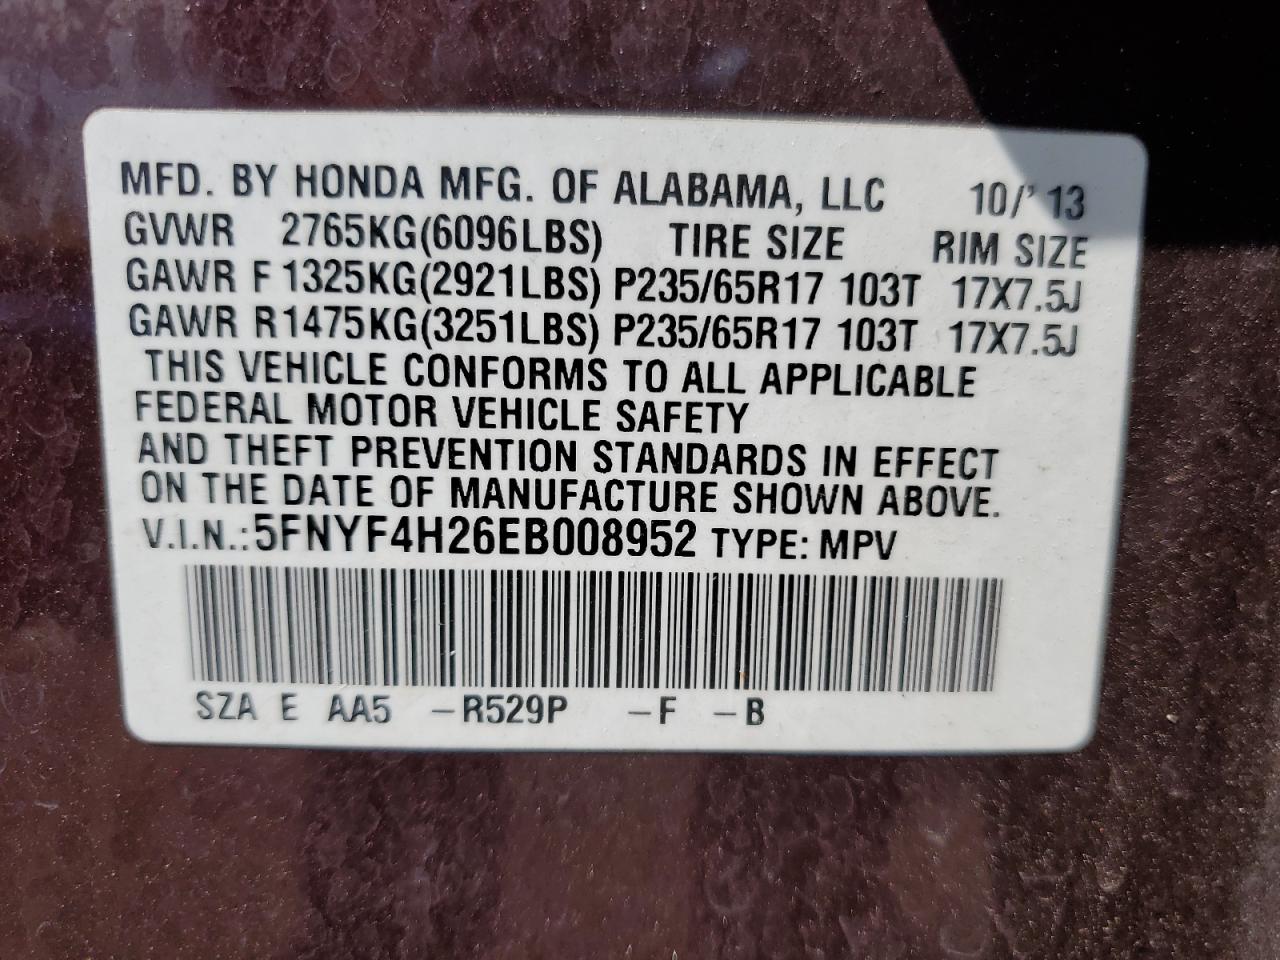 MFD. BY HONDA MFG. OF ALABAMA, LLC 10/'13
GVWR 2765KG(6096LBS) TIRE SIZE RIM SIZE
GAWR F 1325KG(2921LBS) P235/65R17 103T 17X7.5J
GAWR R1475KG(3251LBS) P235/65R17 103T 17X7.5J
THIS VEHICLE CONFORMS TO ALL APPLICABLE
FEDERAL MOTOR VEHICLE SAFETY
AND THEFT PREVENTION STANDARDS IN EFFECT
ON THE DATE OF MANUFACTURE SHOWN ABOVE.
V.I.N.:5FNYF4H26EB008952 TYPE: MPV
SZA E AA5 -R529P -F -B